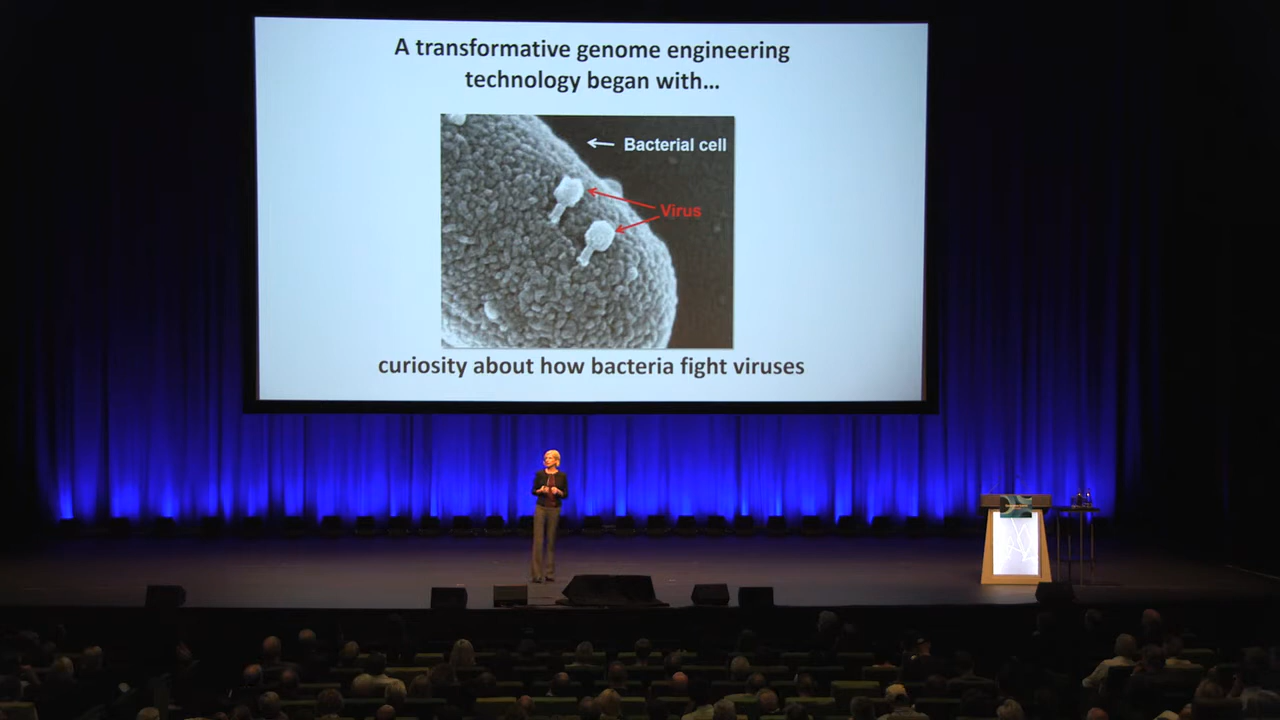 A transformative genome engineering
technology began with…
Bacterial cell
Virus
curiosity about how bacteria fight viruses